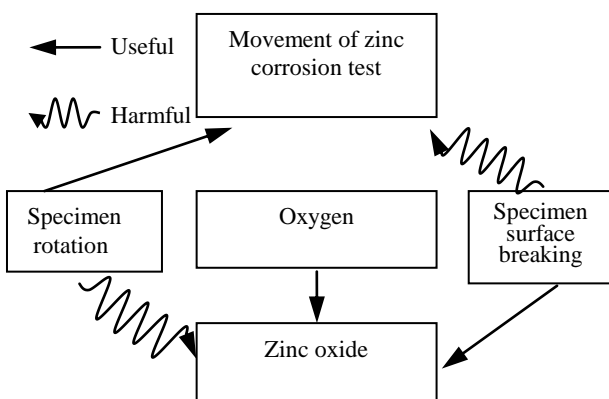 Useful
Harmful
Movement of zinc
corrosion test
Specimen
rotation
Oxygen
Specimen
surface
breaking
Zinc oxide